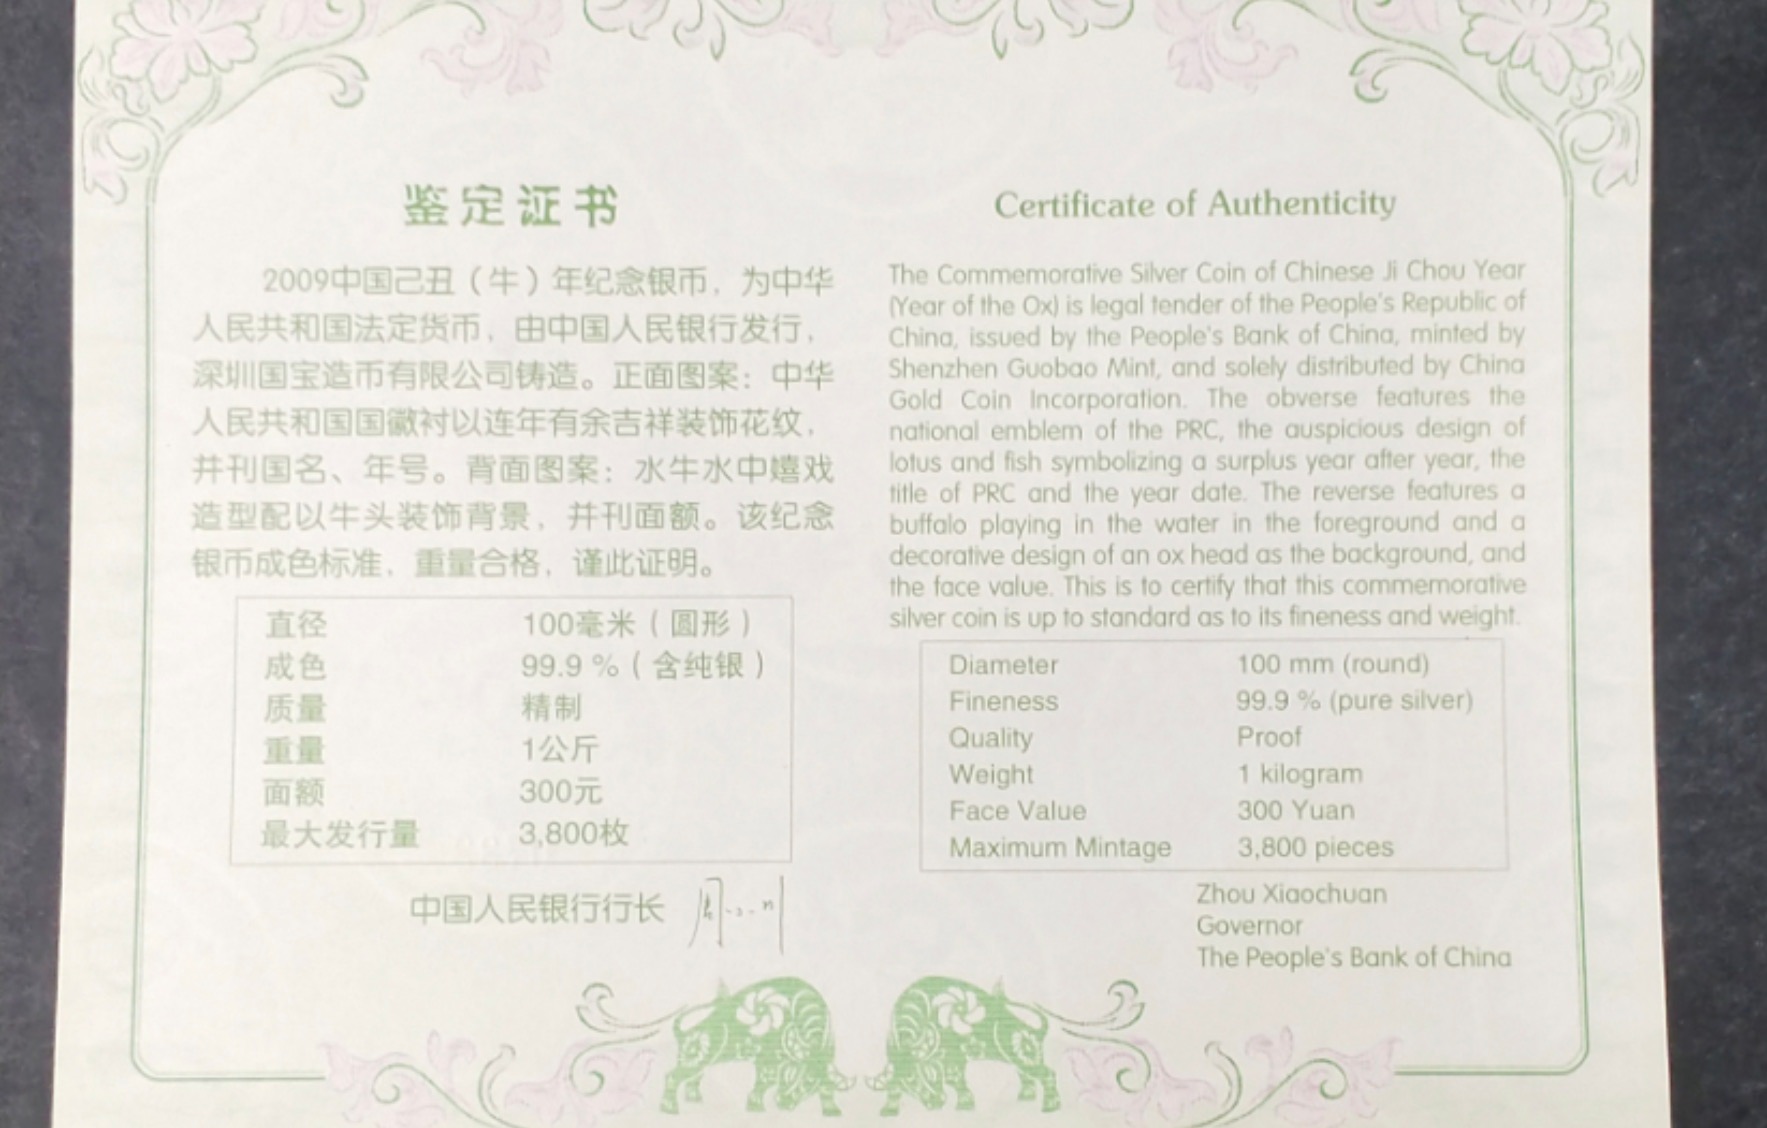 鉴定证书
2009中国己丑（牛）年纪念银币，为中华
人民共和国法定货币，由中国人民银行发行，
深圳国宝造币有限公司铸造。正面图案：中华
人民共和国国徽衬以连年有余吉祥装饰花纹，
并刊国名、年号。背面图案：水牛水中嬉戏
造型配以牛头装饰背景，并刊面额。该纪念
银币成色标准，重量合格，谨此证明。
直径 100毫米（圆形）
成色 99.9 %（含纯银）
质量 精制
重量 1公斤
面额 300元
最大发行量 3,800枚
中国人民银行行长 周小川
Certificate of Authenticity
The Commemorative Silver Coin of Chinese Ji Chou Year
(Year of the Ox) is legal tender of the People's Republic of
China, issued by the People's Bank of China, minted by
Shenzhen Guobao Mint, and solely distributed by China
Gold Coin Incorporation. The obverse features the
national emblem of the PRC, the auspicious design of
lotus and fish symbolizing a surplus year after year, the
title of PRC and the year date. The reverse features a
buffalo playing in the water in the foreground and a
decorative design of an ox head as the background, and
the face value. This is to certify that this commemorative
silver coin is up to standard as to its fineness and weight.
Diameter 100 mm (round)
Fineness 99.9 % (pure silver)
Quality Proof
Weight 1 kilogram
Face Value 300 Yuan
Maximum Mintage 3,800 pieces
Zhou Xiaochuan
Governor
The People's Bank of China